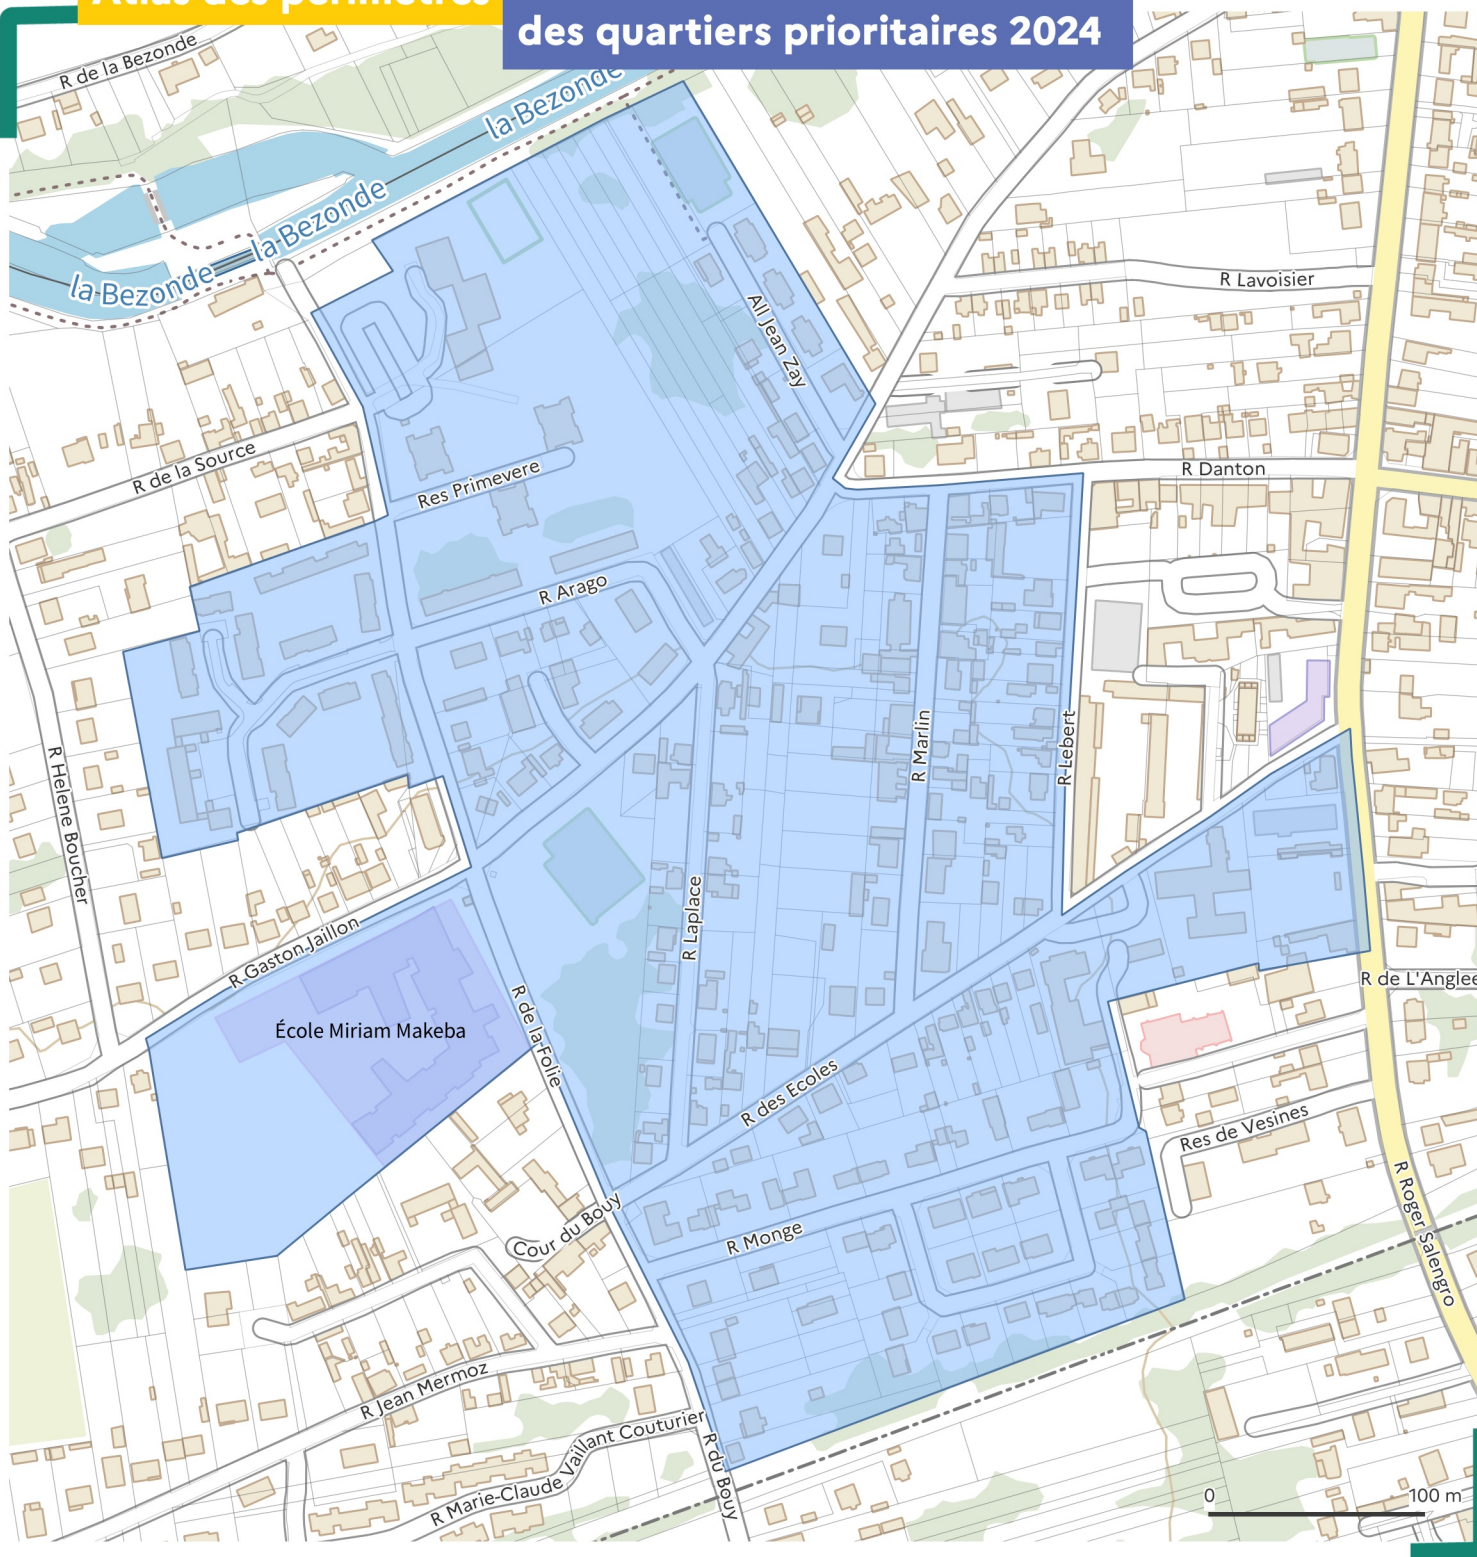 Atlas des périmètres
des quartiers prioritaires 2024
R de la Bezonde
la Bezonde
la Bezonde
la Bezonde
R Lavoisier
All Jean Zay
R de la Source
R Danton
Res Primevere
R Arago
R Helene Boucher
R Marlin
R Lebert
R Laplace
R Gaston Jaillon
R de L'Anglee
École Miriam Makeba
R de la Folie
R des Ecoles
Res de Vesines
Cour du Bouy
R Monge
R Roger Salengro
R Jean Mermoz
R Marie-Claude Vaillant Couturier
R du Bouy
0 100 m